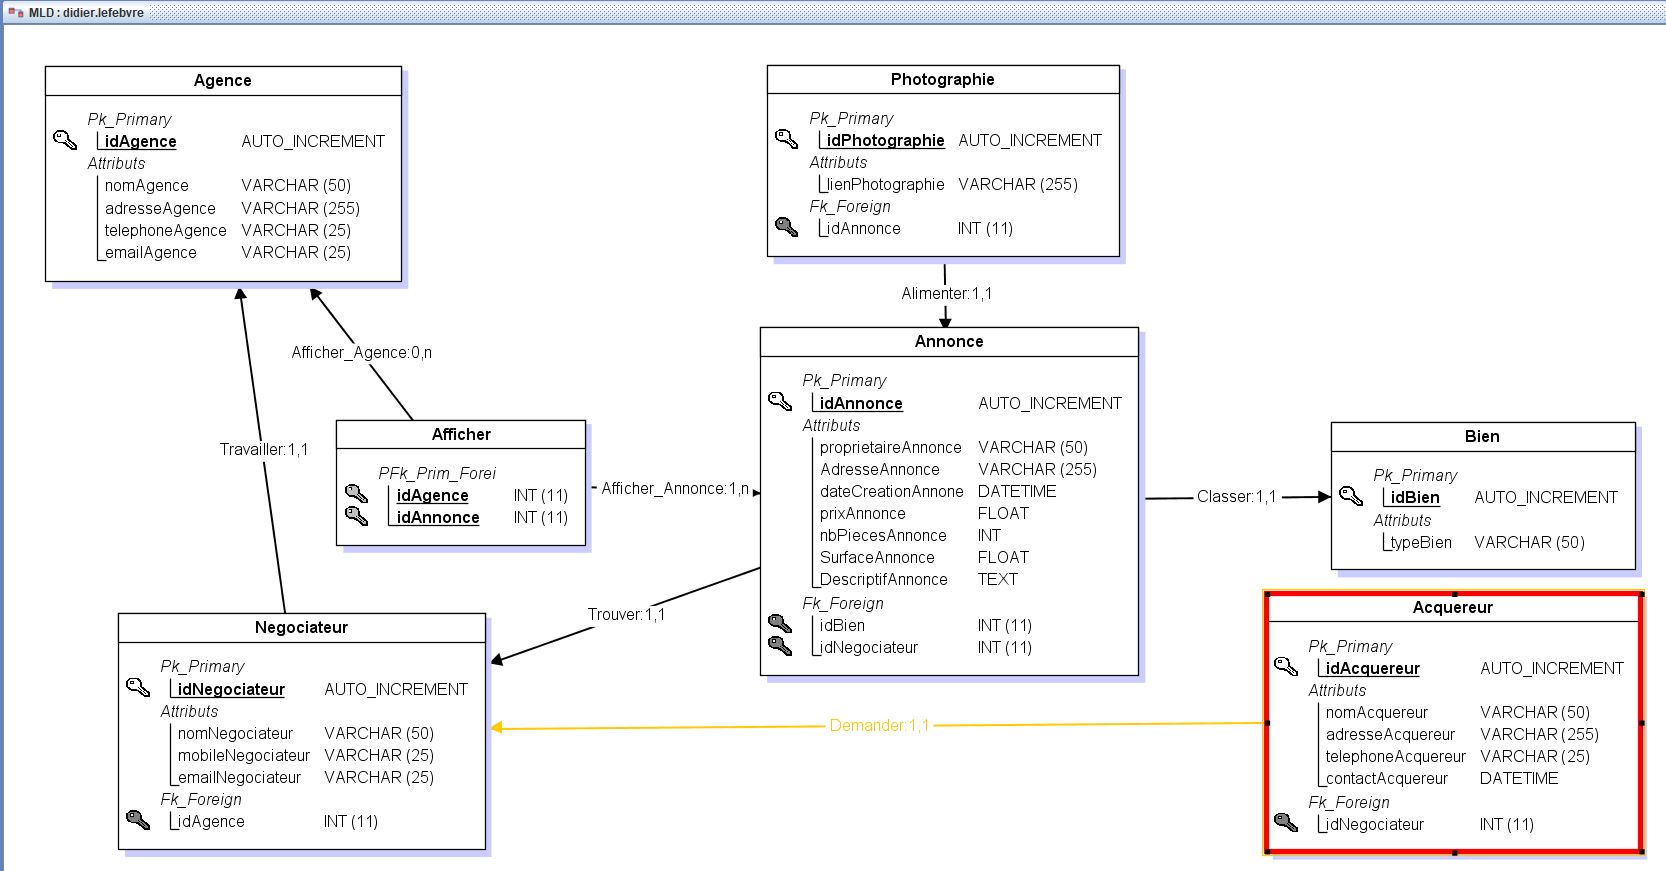 MLD : didier.lefebvre
Agence
Pk_Primary
idAgence AUTO_INCREMENT
Attributs
nomAgence VARCHAR (50)
adresseAgence VARCHAR (255)
telephoneAgence VARCHAR (25)
emailAgence VARCHAR (25)
Photographie
Pk_Primary
idPhotographie AUTO_INCREMENT
Attributs
lienPhotographie VARCHAR (255)
Fk_Foreign
idAnnonce INT (11)
Alimenter:1,1
Afficher_Agence:0,n
Travailler:1,1
Afficher
PFk_Prim_Forei
idAgence INT (11)
idAnnonce INT (11)
Afficher_Annonce:1,n
Annonce
Pk_Primary
idAnnonce AUTO_INCREMENT
Attributs
proprietaireAnnonce VARCHAR (50)
AdresseAnnonce VARCHAR (255)
dateCreationAnnone DATETIME
prixAnnonce FLOAT
nbPiecesAnnonce INT
SurfaceAnnonce FLOAT
DescriptifAnnonce TEXT
Fk_Foreign
idBien INT (11)
idNegociateur INT (11)
Classer:1,1
Bien
Pk_Primary
idBien AUTO_INCREMENT
Attributs
typeBien VARCHAR (50)
Trouver:1,1
Negociateur
Pk_Primary
idNegociateur AUTO_INCREMENT
Attributs
nomNegociateur VARCHAR (50)
mobileNegociateur VARCHAR (25)
emailNegociateur VARCHAR (25)
Fk_Foreign
idAgence INT (11)
Demander:1,1
Acquereur
Pk_Primary
idAcquereur AUTO_INCREMENT
Attributs
nomAcquereur VARCHAR (50)
adresseAcquereur VARCHAR (255)
telephoneAcquereur VARCHAR (25)
contactAcquereur DATETIME
Fk_Foreign
idNegociateur INT (11)